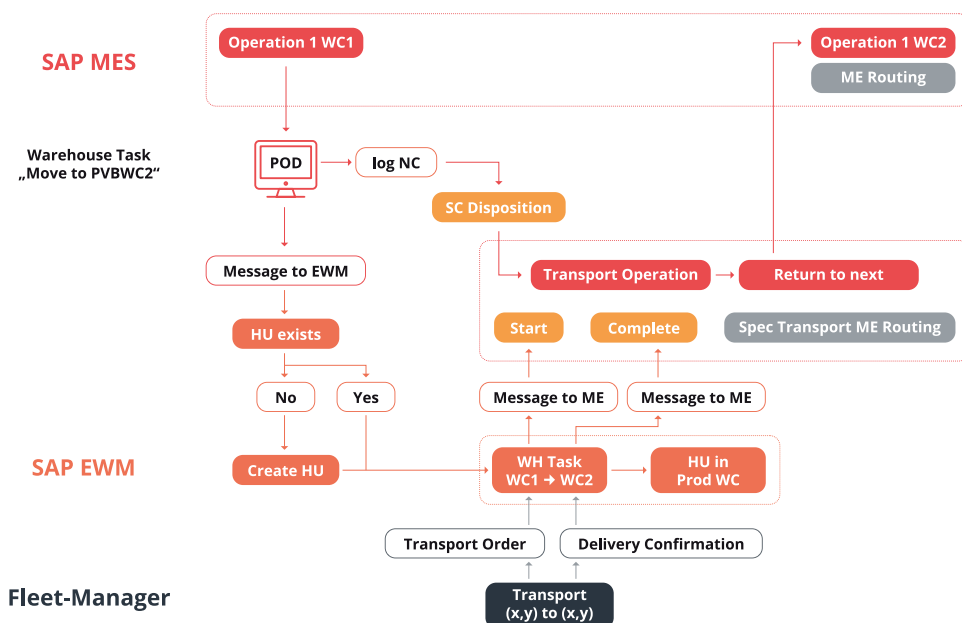 Operation 1 WC1
Operation 1 WC2
SAP MES
ME Routing
Warehouse Task
„Move to PVBWC2“
POD
log NC
SC Disposition
Message to EWM
Transport Operation
Return to next
HU exists
Start
Complete
Spec Transport ME Routing
No
Yes
Message to ME
Message to ME
SAP EWM
Create HU
WH Task
WC1 → WC2
HU in
Prod WC
Transport Order
Delivery Confirmation
Fleet-Manager
Transport
(x,y) to (x,y)